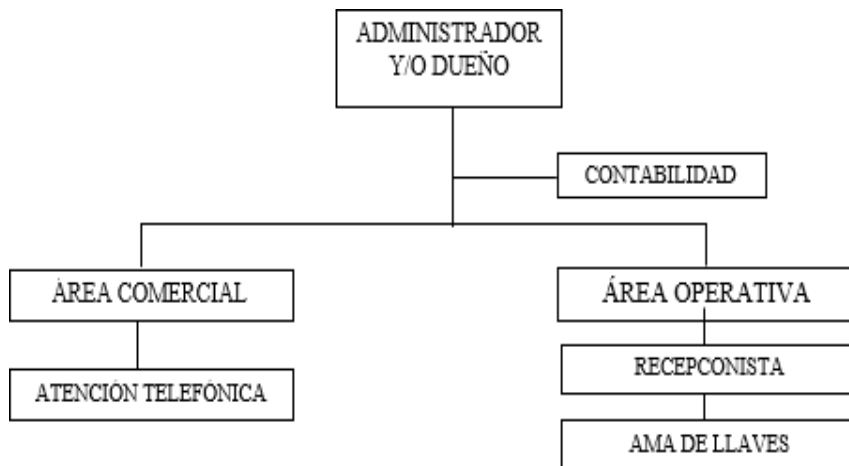 ADMINISTRADOR
Y/O DUEÑO
CONTABILIDAD
ÁREA COMERCIAL
ÁREA OPERATIVA
ATENCIÓN TELEFÓNICA
RECEPCONISTA
AMA DE LLAVES